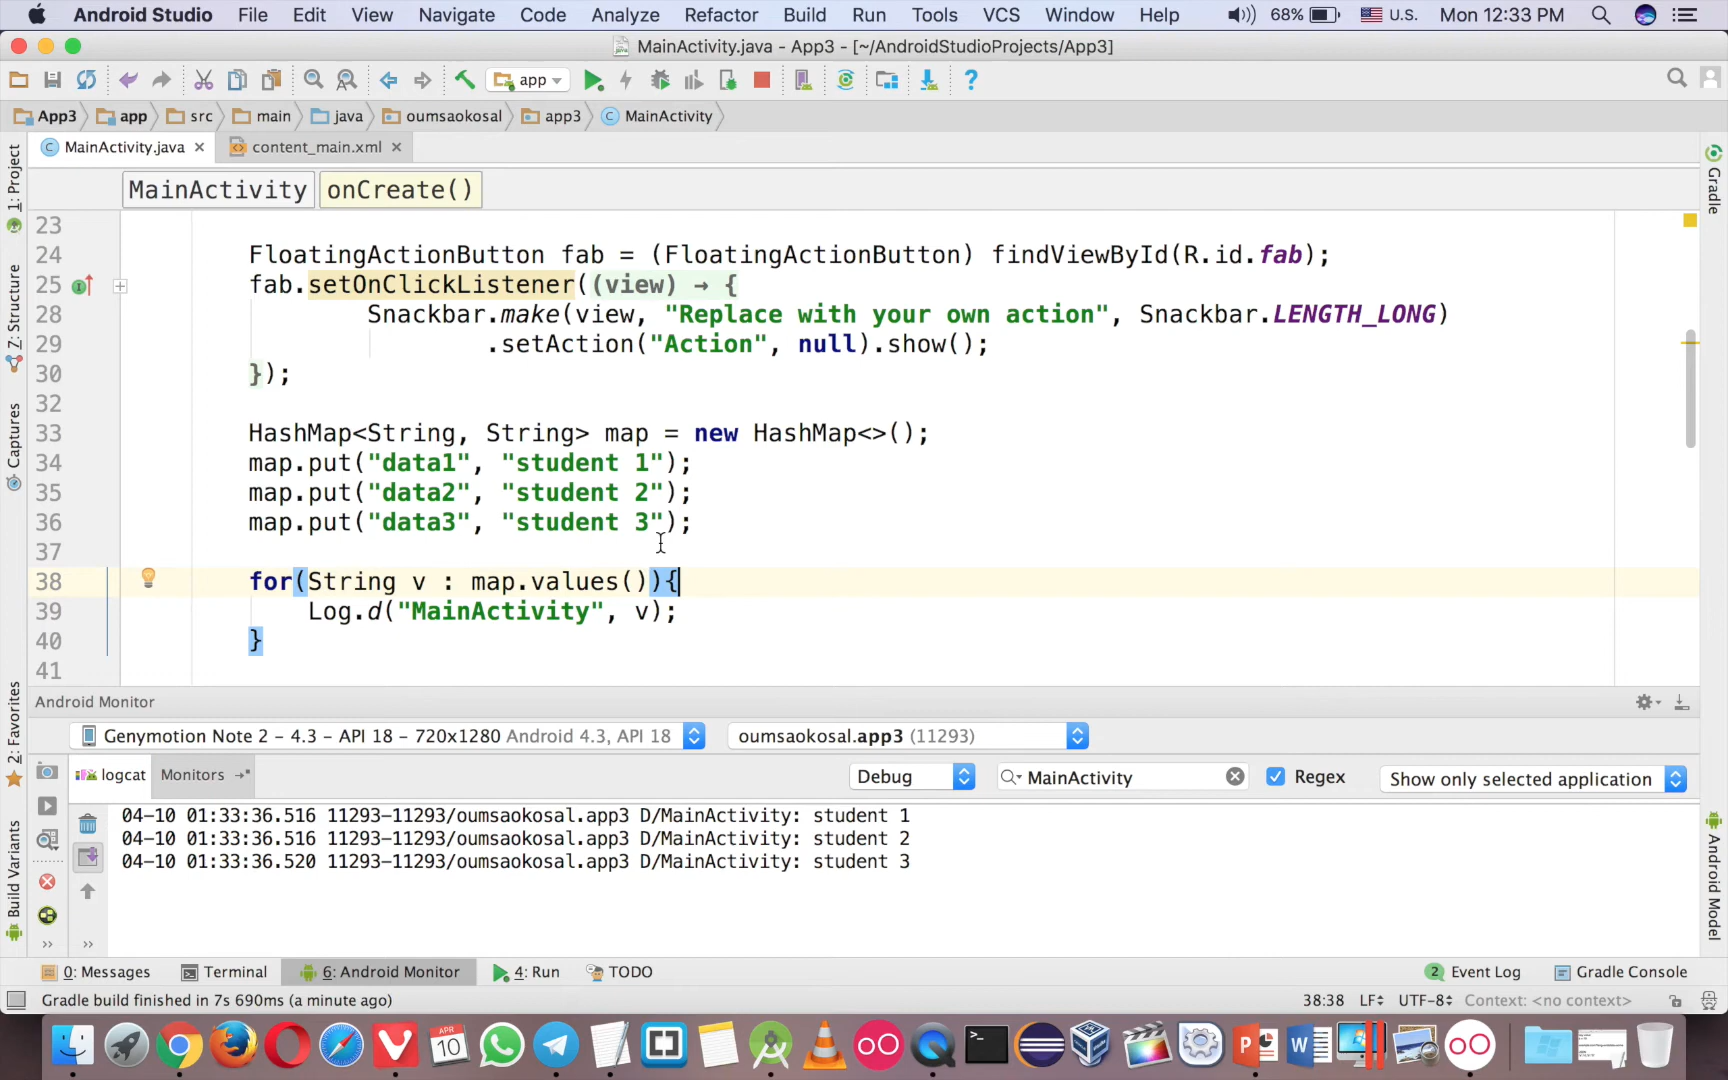 Android Studio File Edit View Navigate Code Analyze Refactor Build Run Tools VCS Window Help 68% U.S. Mon 12:33 PM
MainActivity.java - App3 - [~/AndroidStudioProjects/App3]
app
App3 app src main java oumsaokosal app3 MainActivity
MainActivity.java content_main.xml
MainActivity onCreate()
23
24 FloatingActionButton fab = (FloatingActionButton) findViewById(R.id.fab);
25 fab.setOnClickListener((view) → {
28 Snackbar.make(view, "Replace with your own action", Snackbar.LENGTH_LONG)
29 .setAction("Action", null).show();
30 });
32
33 HashMap<String, String> map = new HashMap<>();
34 map.put("data1", "student 1");
35 map.put("data2", "student 2");
36 map.put("data3", "student 3");
37
38 for(String v : map.values()){
39 Log.d("MainActivity", v);
40 }
41
1: Project
Z: Structure
Captures
2: Favorites
Build Variants
Gradle
Android Model
Android Monitor
Genymotion Note 2 - 4.3 - API 18 - 720x1280 Android 4.3, API 18 oumsaokosal.app3 (11293)
logcat Monitors Debug MainActivity Regex Show only selected application
04-10 01:33:36.516 11293-11293/oumsaokosal.app3 D/MainActivity: student 1
04-10 01:33:36.516 11293-11293/oumsaokosal.app3 D/MainActivity: student 2
04-10 01:33:36.520 11293-11293/oumsaokosal.app3 D/MainActivity: student 3
0: Messages Terminal 6: Android Monitor 4: Run TODO 2 Event Log Gradle Console
Gradle build finished in 7s 690ms (a minute ago) 38:38 LF UTF-8 Context: <no context>
APR
10